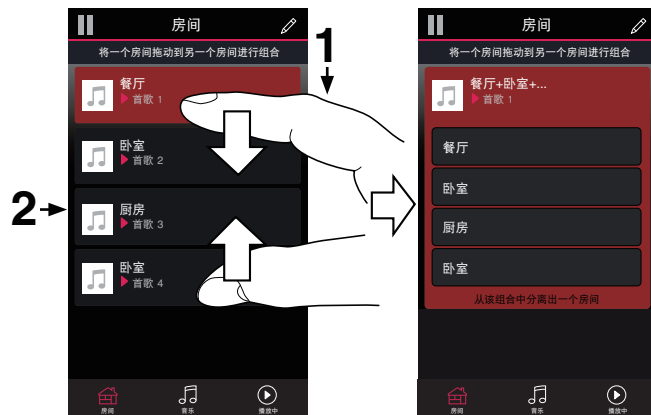 房间
将一个房间拖动到另一个房间进行组合
餐厅
首歌 1
卧室
首歌 2
厨房
首歌 3
卧室
首歌 4
房间
音乐
播放中
1
2
房间
将一个房间拖动到另一个房间进行组合
餐厅+卧室+...
首歌 1
餐厅
卧室
厨房
卧室
从该组合中分离出一个房间
房间
音乐
播放中